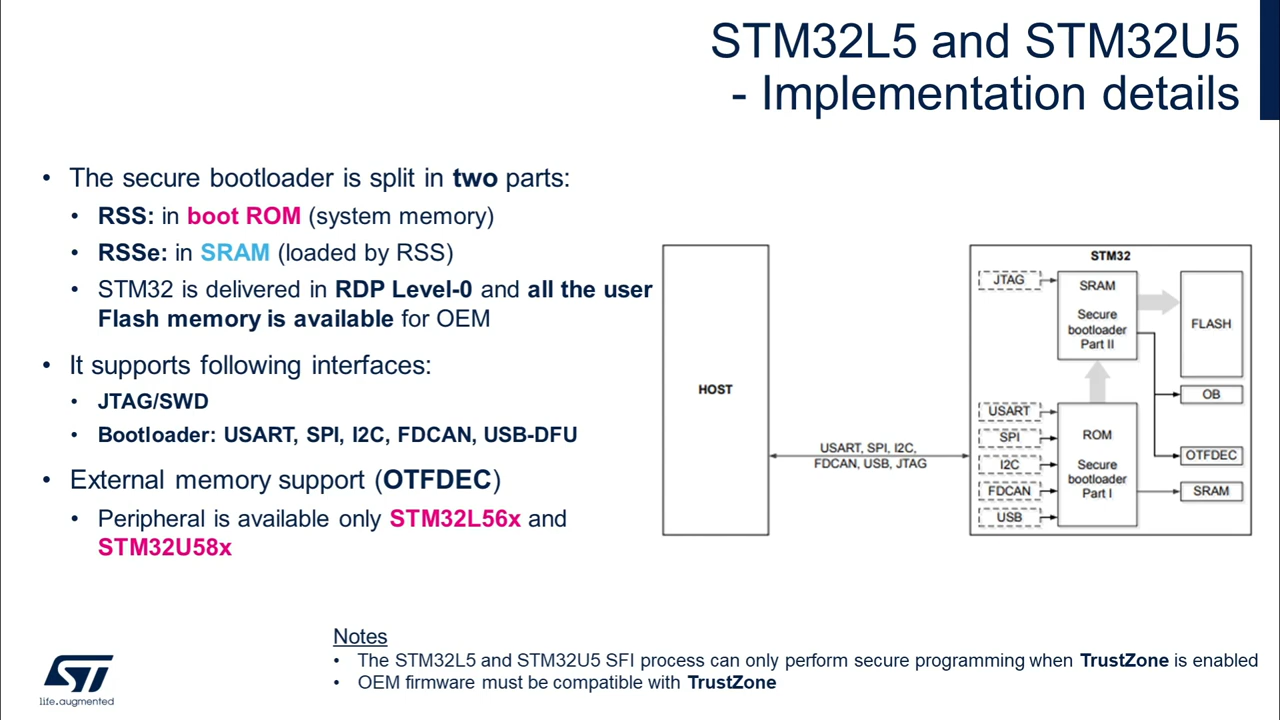 STM32L5 and STM32U5
- Implementation details
• The secure bootloader is split in two parts:
• RSS: in boot ROM (system memory)
• RSSe: in SRAM (loaded by RSS)
• STM32 is delivered in RDP Level-0 and all the user
Flash memory is available for OEM
• It supports following interfaces:
• JTAG/SWD
• Bootloader: USART, SPI, I2C, FDCAN, USB-DFU
• External memory support (OTFDEC)
• Peripheral is available only STM32L56x and
STM32U58x
HOST
USART, SPI, I2C,
FDCAN, USB, JTAG
STM32
JTAG
SRAM
Secure
bootloader
Part II
FLASH
OB
USART
SPI
I2C
FDCAN
USB
ROM
Secure
bootloader
Part I
OTFDEC
SRAM
Notes
• The STM32L5 and STM32U5 SFI process can only perform secure programming when TrustZone is enabled
• OEM firmware must be compatible with TrustZone
ST
life.augmented